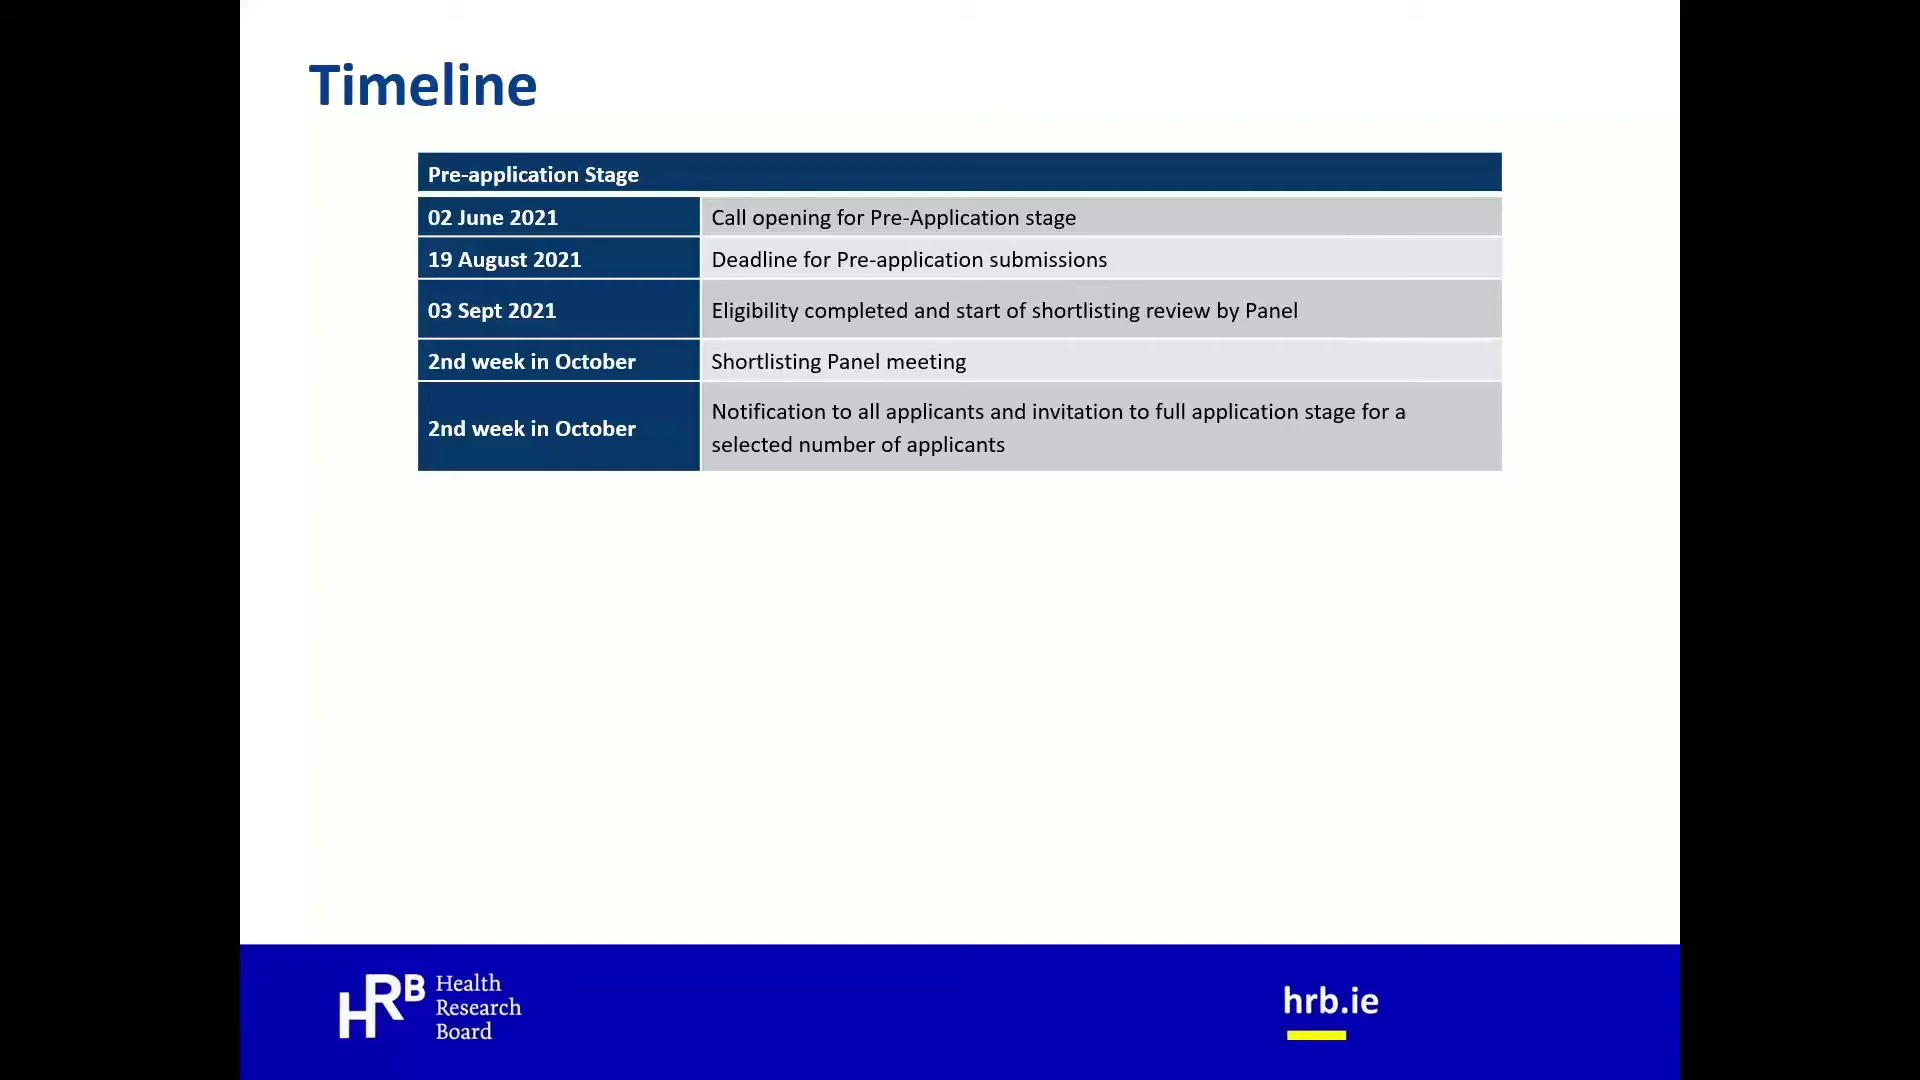 Timeline
Pre-application Stage
02 June 2021
Call opening for Pre-Application stage
19 August 2021
Deadline for Pre-application submissions
03 Sept 2021
Eligibility completed and start of shortlisting review by Panel
2nd week in October
Shortlisting Panel meeting
2nd week in October
Notification to all applicants and invitation to full application stage for a
selected number of applicants
HRB
Health
Research
Board
hrb.ie